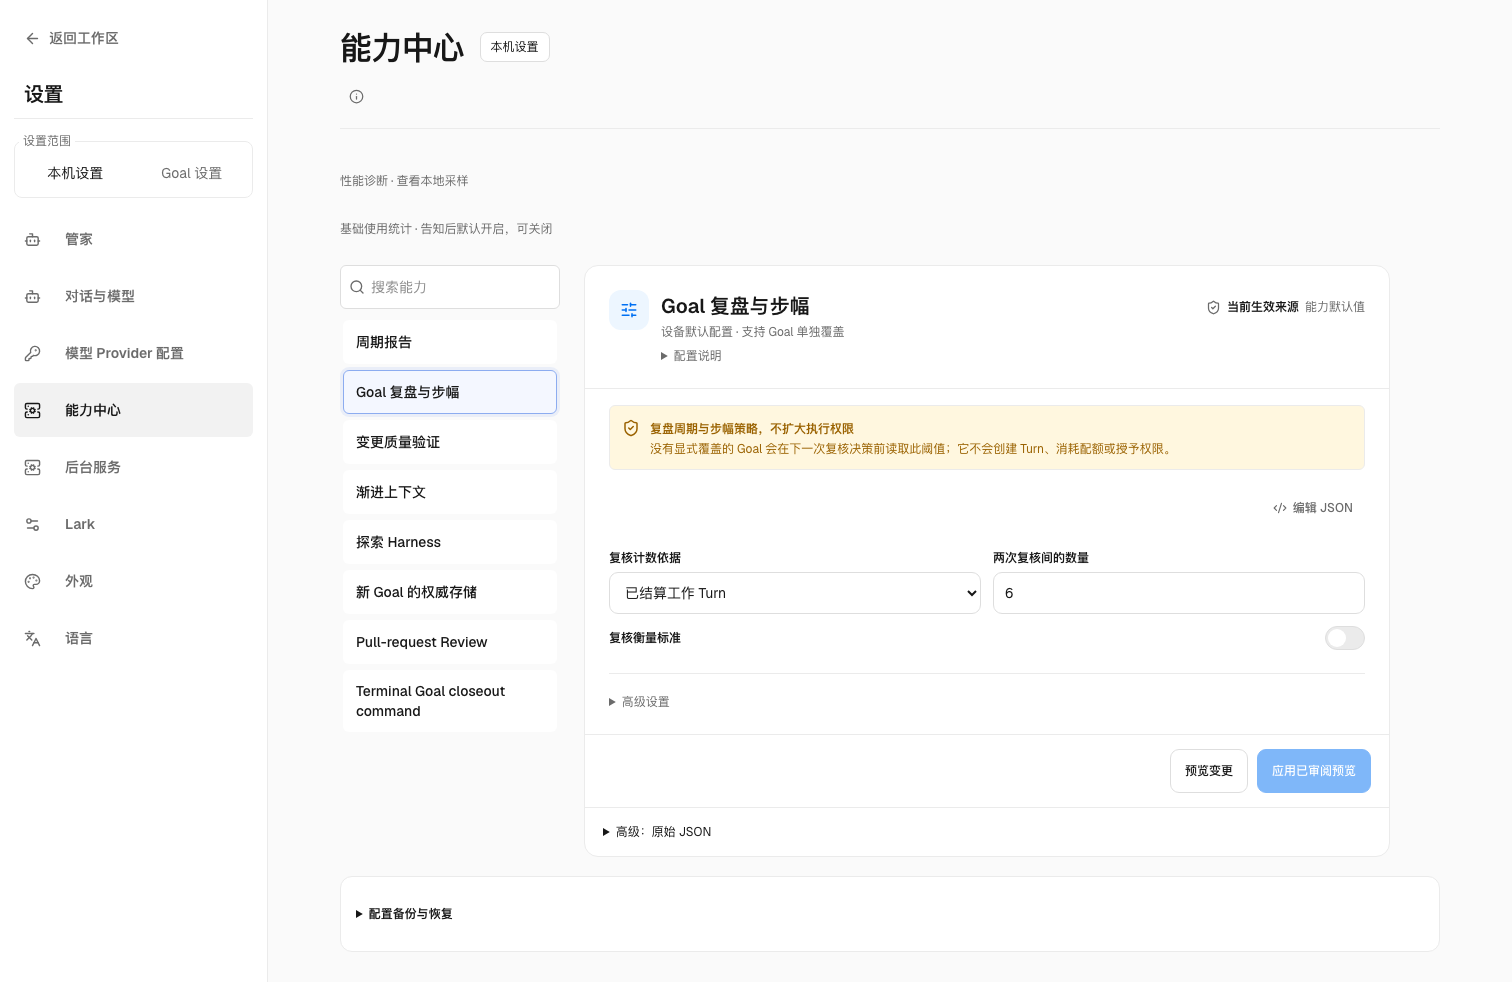 返回工作区
设置
设置范围
本机设置
Goal 设置
管家
对话与模型
模型 Provider 配置
能力中心
后台服务
Lark
外观
语言
能力中心
本机设置
性能诊断 · 查看本地采样
基础使用统计 · 告知后默认开启，可关闭
搜索能力
周期报告
Goal 复盘与步幅
变更质量验证
渐进上下文
探索 Harness
新 Goal 的权威存储
Pull-request Review
Terminal Goal closeout
command
Goal 复盘与步幅
设备默认配置 · 支持 Goal 单独覆盖
配置说明
当前生效来源 能力默认值
复盘周期与步幅策略，不扩大执行权限
没有显式覆盖的 Goal 会在下一次复核决策前读取此阈值；它不会创建 Turn、消耗配额或授予权限。
编辑 JSON
复核计数依据
两次复核间的数量
已结算工作 Turn
6
复核衡量标准
高级设置
预览变更
应用已审阅预览
高级：原始 JSON
配置备份与恢复